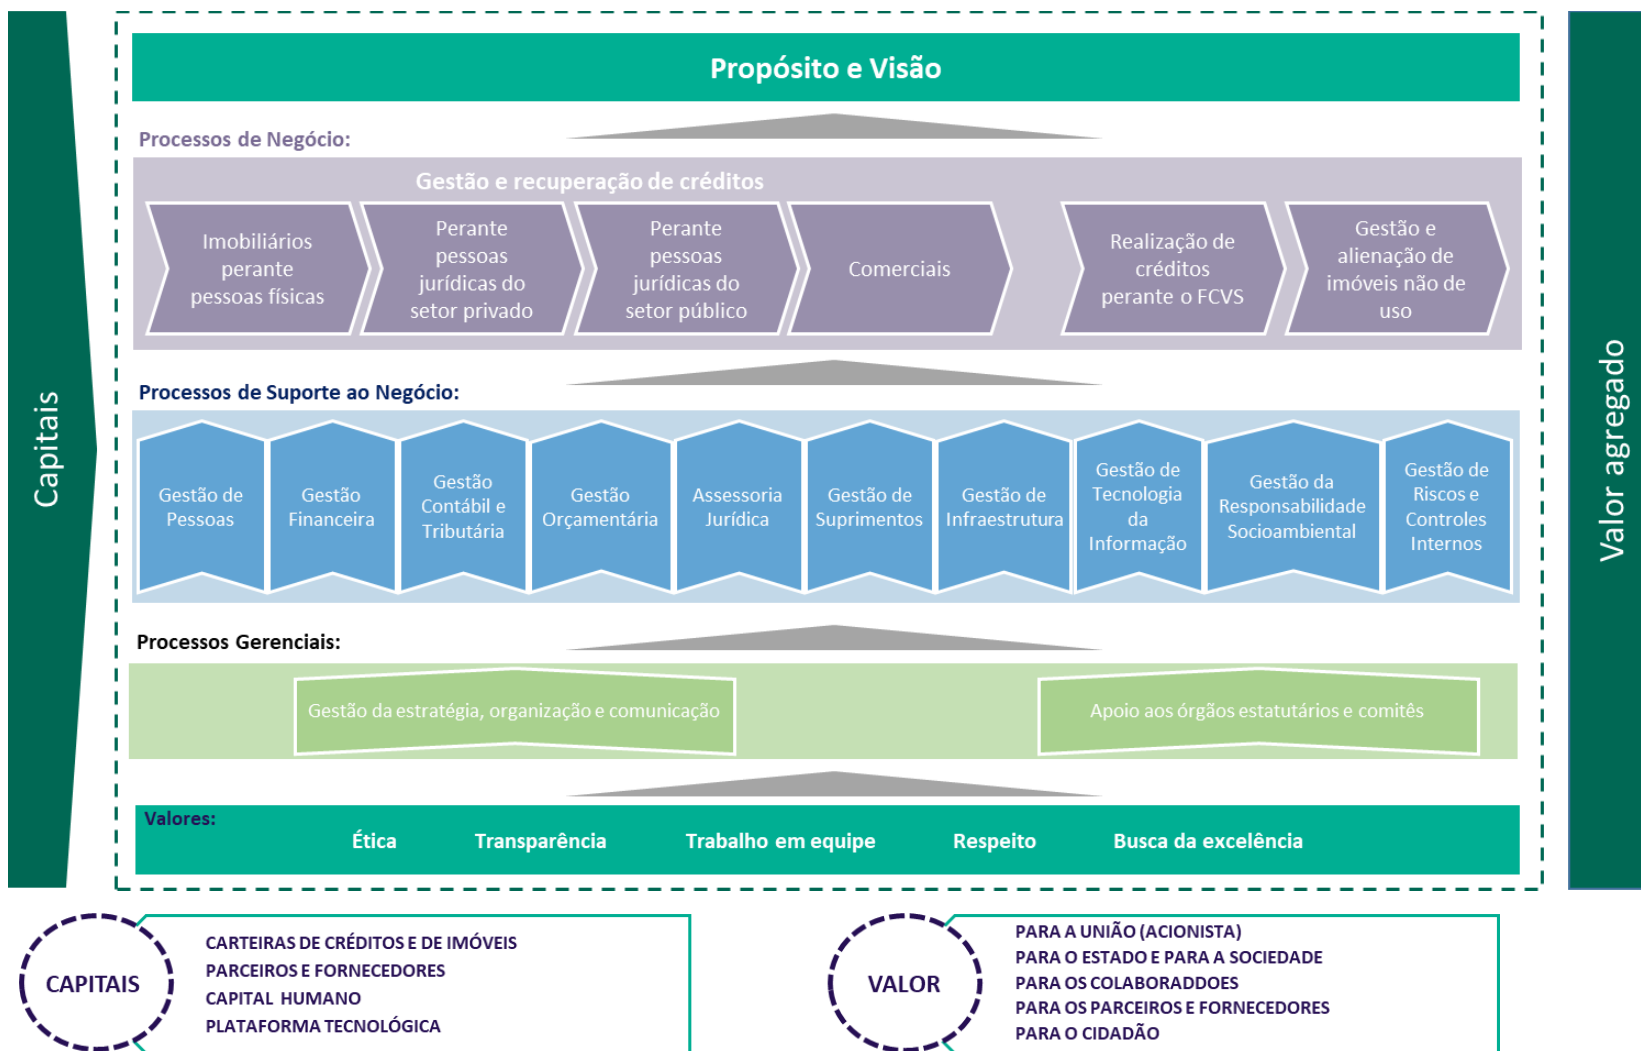 Propósito e Visão
Processos de Negócio:
Gestão e recuperação de créditos
Imobiliários
perante
pessoas físicas
Perante
pessoas
jurídicas do
setor privado
Perante
pessoas
jurídicas do
setor público
Comerciais
Realização de
créditos
perante o FCVS
Gestão e
alienação de
imóveis não de
uso
Capitais
Valor agregado
Processos de Suporte ao Negócio:
Gestão de
Pessoas
Gestão
Financeira
Gestão
Contábil e
Tributária
Gestão
Orçamentária
Assessoria
Jurídica
Gestão de
Suprimentos
Gestão de
Infraestrutura
Gestão de
Tecnologia
da
Informação
Gestão da
Responsabilidade
Socioambiental
Gestão de
Riscos e
Controles
Internos
Processos Gerenciais:
Gestão da estratégia, organização e comunicação
Apoio aos órgãos estatutários e comitês
Valores:
Ética
Transparência
Trabalho em equipe
Respeito
Busca da excelência
CAPITAIS
CARTEIRAS DE CRÉDITOS E DE IMÓVEIS
PARCEIROS E FORNECEDORES
CAPITAL HUMANO
PLATAFORMA TECNOLÓGICA
VALOR
PARA A UNIÃO (ACIONISTA)
PARA O ESTADO E PARA A SOCIEDADE
PARA OS COLABORADDOES
PARA OS PARCEIROS E FORNECEDORES
PARA O CIDADÃO